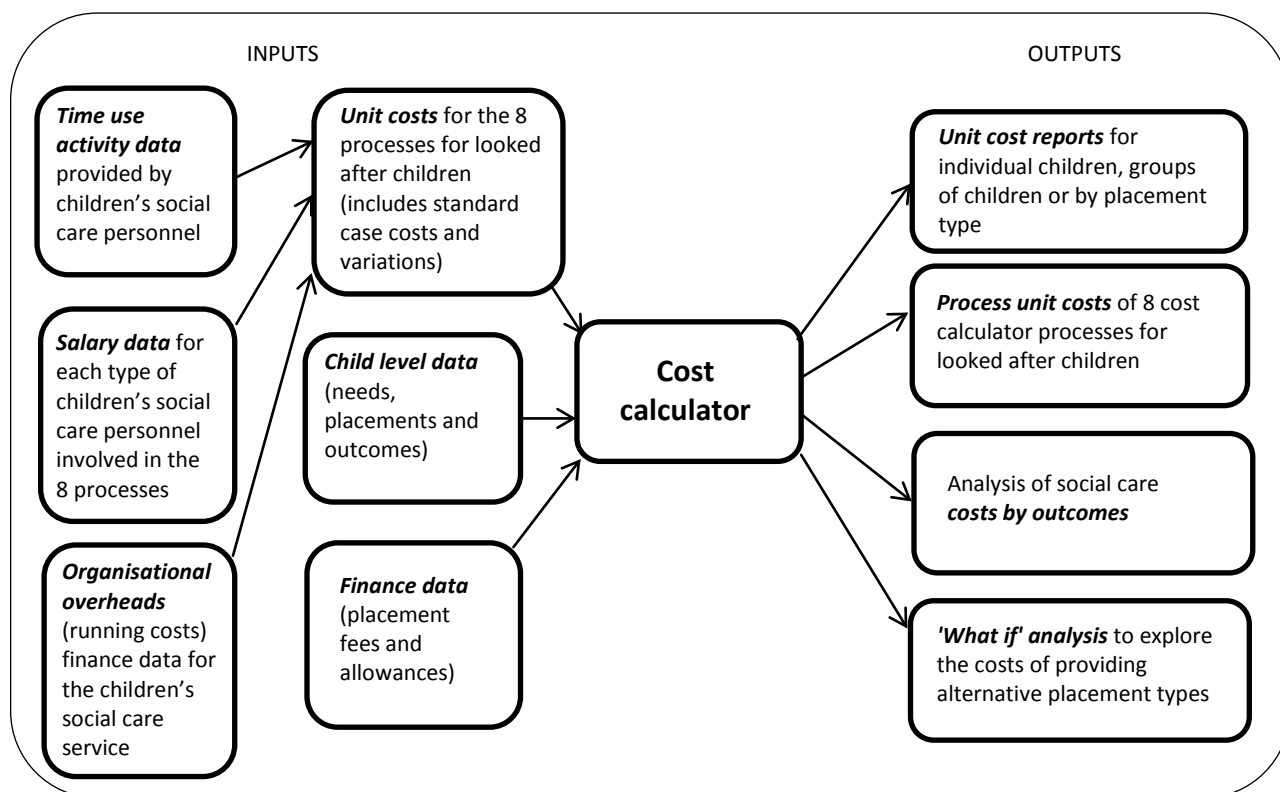 INPUTS
OUTPUTS
Time use
activity data
provided by
children’s social
care personnel
Salary data for
each type of
children’s social
care personnel
involved in the
8 processes
Organisational
overheads
(running costs)
finance data for
the children’s
social care
service
Unit costs for the 8
processes for looked
after children
(includes standard
case costs and
variations)
Child level data
(needs,
placements and
outcomes)
Finance data
(placement
fees and
allowances)
Cost
calculator
Unit cost reports for
individual children, groups
of children or by placement
type
Process unit costs of 8 cost
calculator processes for
looked after children
Analysis of social care
costs by outcomes
'What if' analysis to explore
the costs of providing
alternative placement types